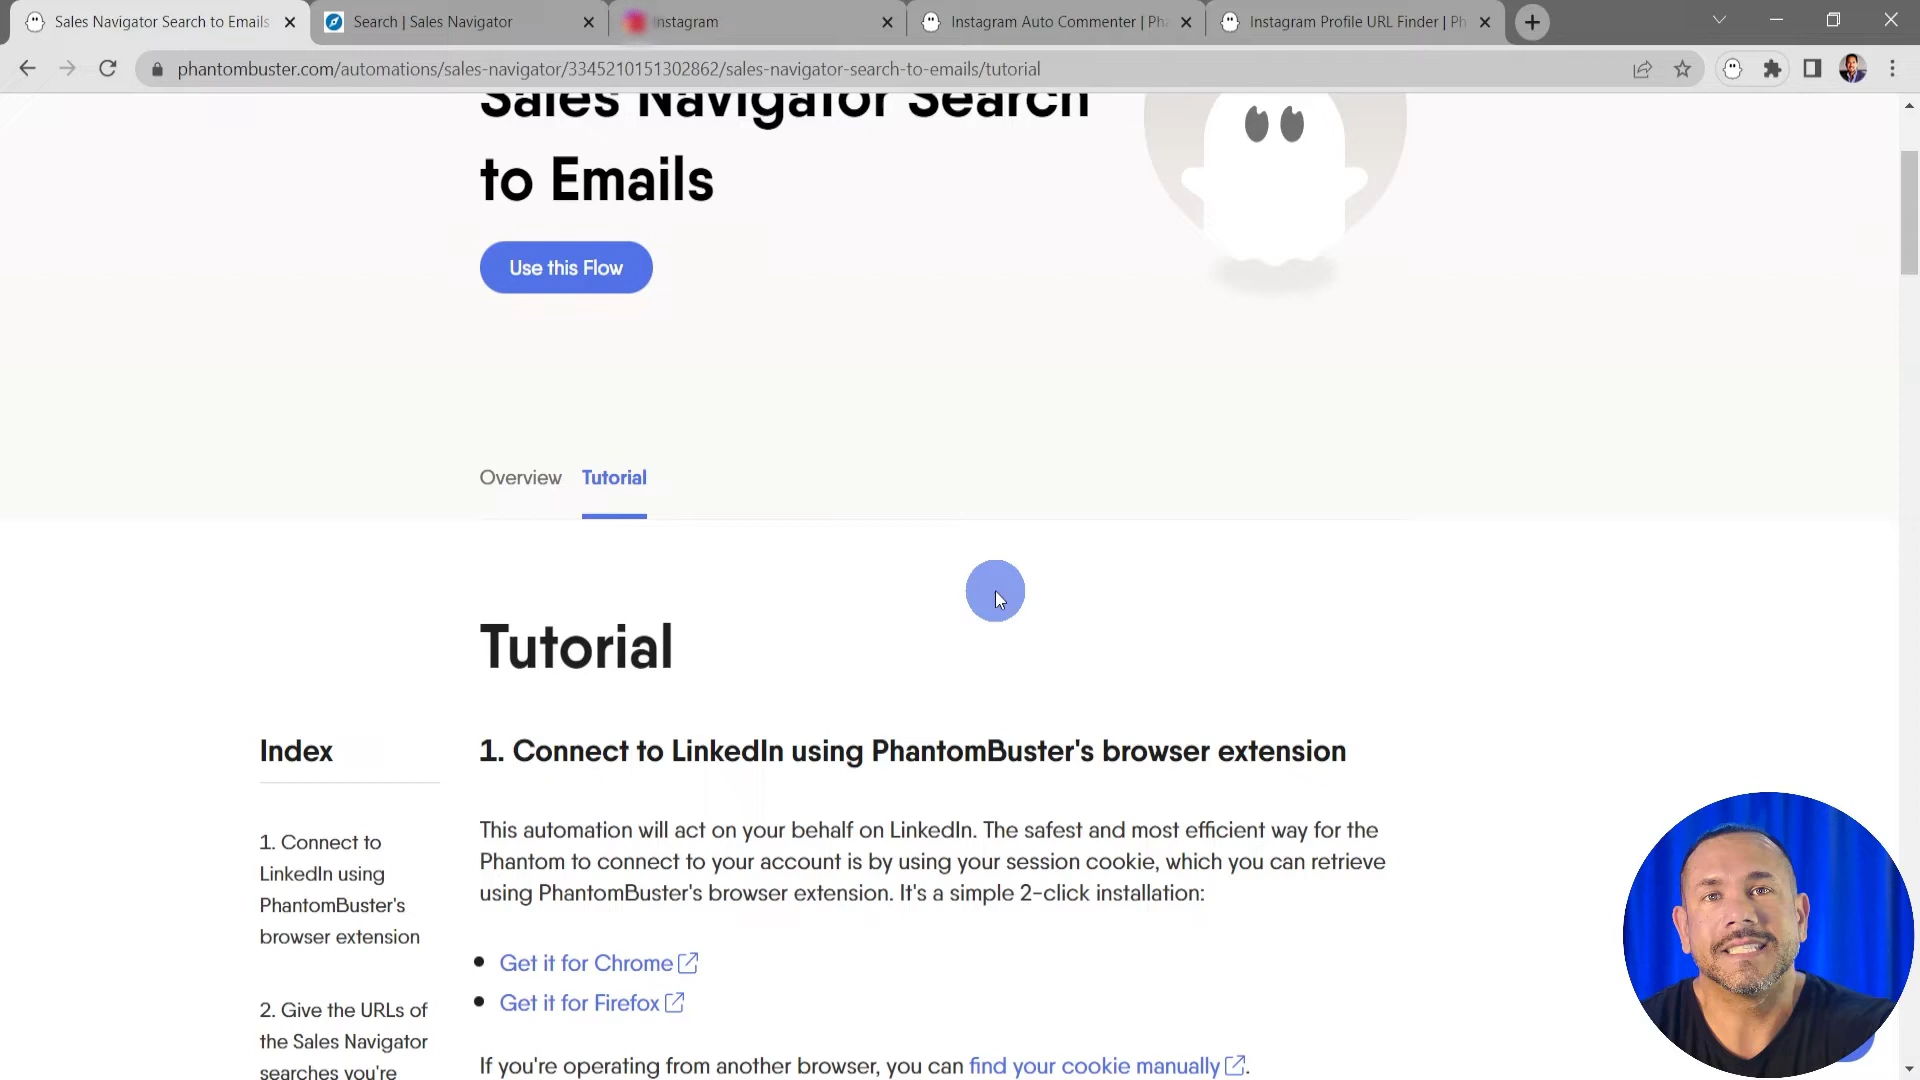 Sales Navigator Search to Emails
Search | Sales Navigator
Instagram
Instagram Auto Commenter | Pha
Instagram Profile URL Finder | Ph
phantombuster.com/automations/sales-navigator/3345210151302862/sales-navigator-search-to-emails/tutorial
Sales Navigator Search
to Emails
Use this Flow
Overview
Tutorial
Tutorial
Index
1. Connect to
LinkedIn using
PhantomBuster's
browser extension
2. Give the URLs of
the Sales Navigator
searches you're
1. Connect to LinkedIn using PhantomBuster's browser extension
This automation will act on your behalf on LinkedIn. The safest and most efficient way for the
Phantom to connect to your account is by using your session cookie, which you can retrieve
using PhantomBuster's browser extension. It's a simple 2-click installation:
Get it for Chrome
Get it for Firefox
If you're operating from another browser, you can find your cookie manually.